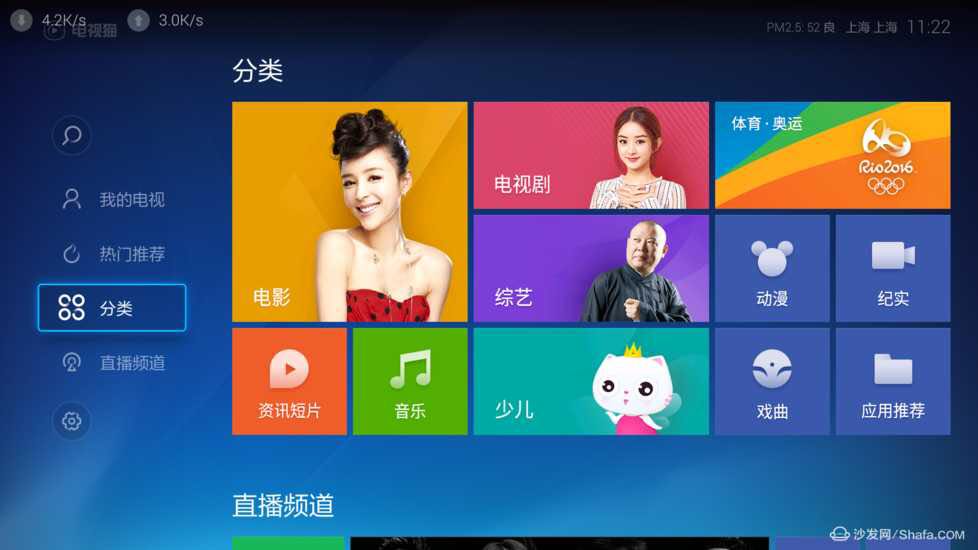 4.2K/s
3.0K/s
电视猫
PM2.5: 52 良 上海 上海 11:22
分类
我的电视
热门推荐
分类
直播频道
电影
电视剧
体育·奥运
Rio2016
综艺
动漫
纪实
资讯短片
音乐
少儿
戏曲
应用推荐
直播频道
沙发网/Shafa.COM